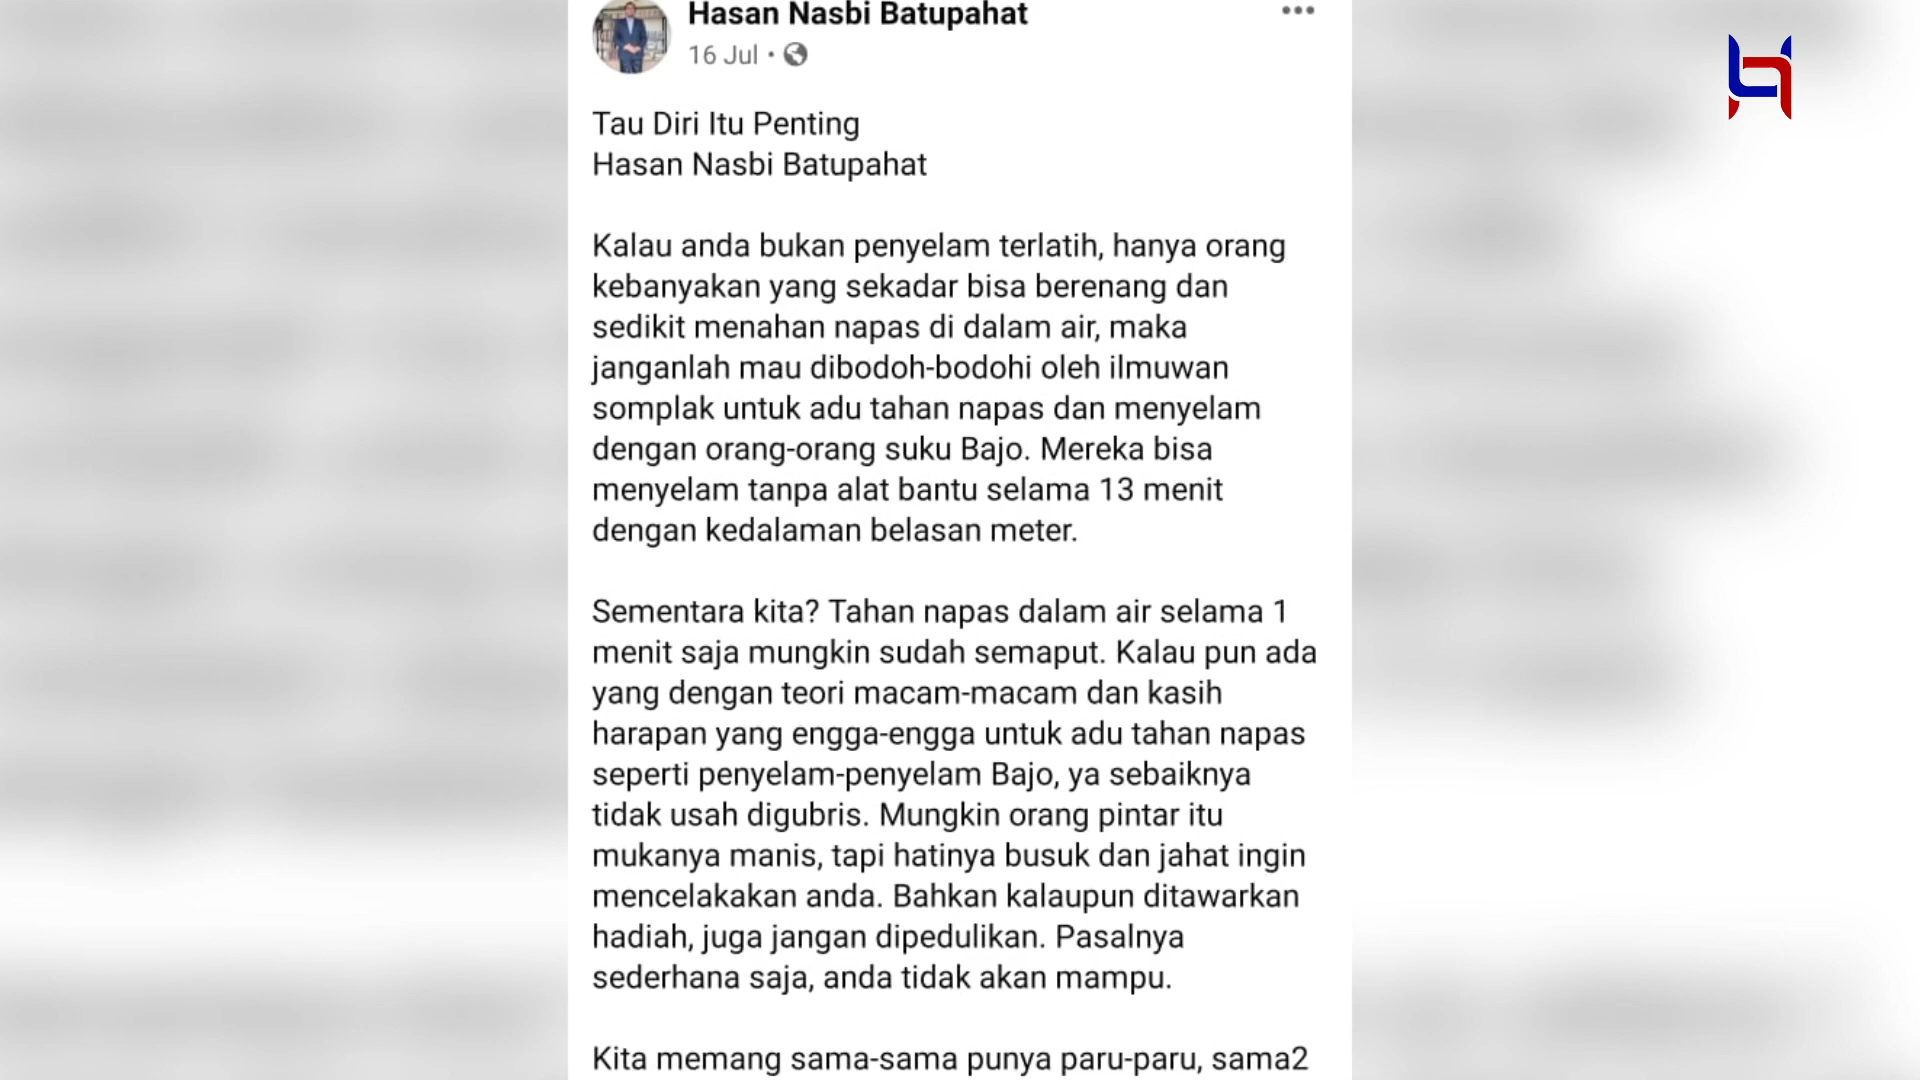 Hasan Nasbi Batupahat
16 Jul •
Tau Diri Itu Penting
Hasan Nasbi Batupahat
Kalau anda bukan penyelam terlatih, hanya orang
kebanyakan yang sekadar bisa berenang dan
sedikit menahan napas di dalam air, maka
janganlah mau dibodoh-bodohi oleh ilmuwan
somplak untuk adu tahan napas dan menyelam
dengan orang-orang suku Bajo. Mereka bisa
menyelam tanpa alat bantu selama 13 menit
dengan kedalaman belasan meter.
Sementara kita? Tahan napas dalam air selama 1
menit saja mungkin sudah semaput. Kalau pun ada
yang dengan teori macam-macam dan kasih
harapan yang engga-engga untuk adu tahan napas
seperti penyelam-penyelam Bajo, ya sebaiknya
tidak usah digubris. Mungkin orang pintar itu
mukanya manis, tapi hatinya busuk dan jahat ingin
mencelakakan anda. Bahkan kalaupun ditawarkan
hadiah, juga jangan dipedulikan. Pasalnya
sederhana saja, anda tidak akan mampu.
Kita memang sama-sama punya paru-paru, sama2